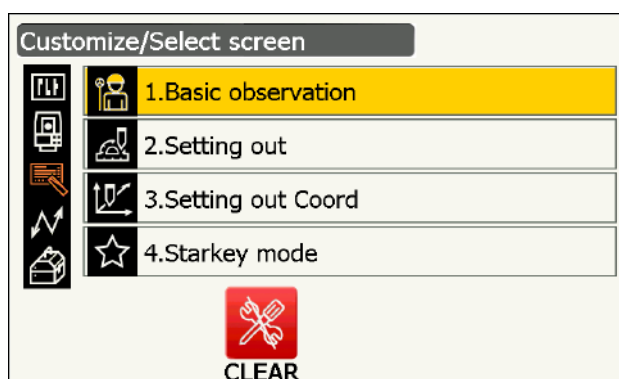 Customize/Select screen
1.Basic observation
2.Setting out
3.Setting out Coord
4.Starkey mode
CLEAR